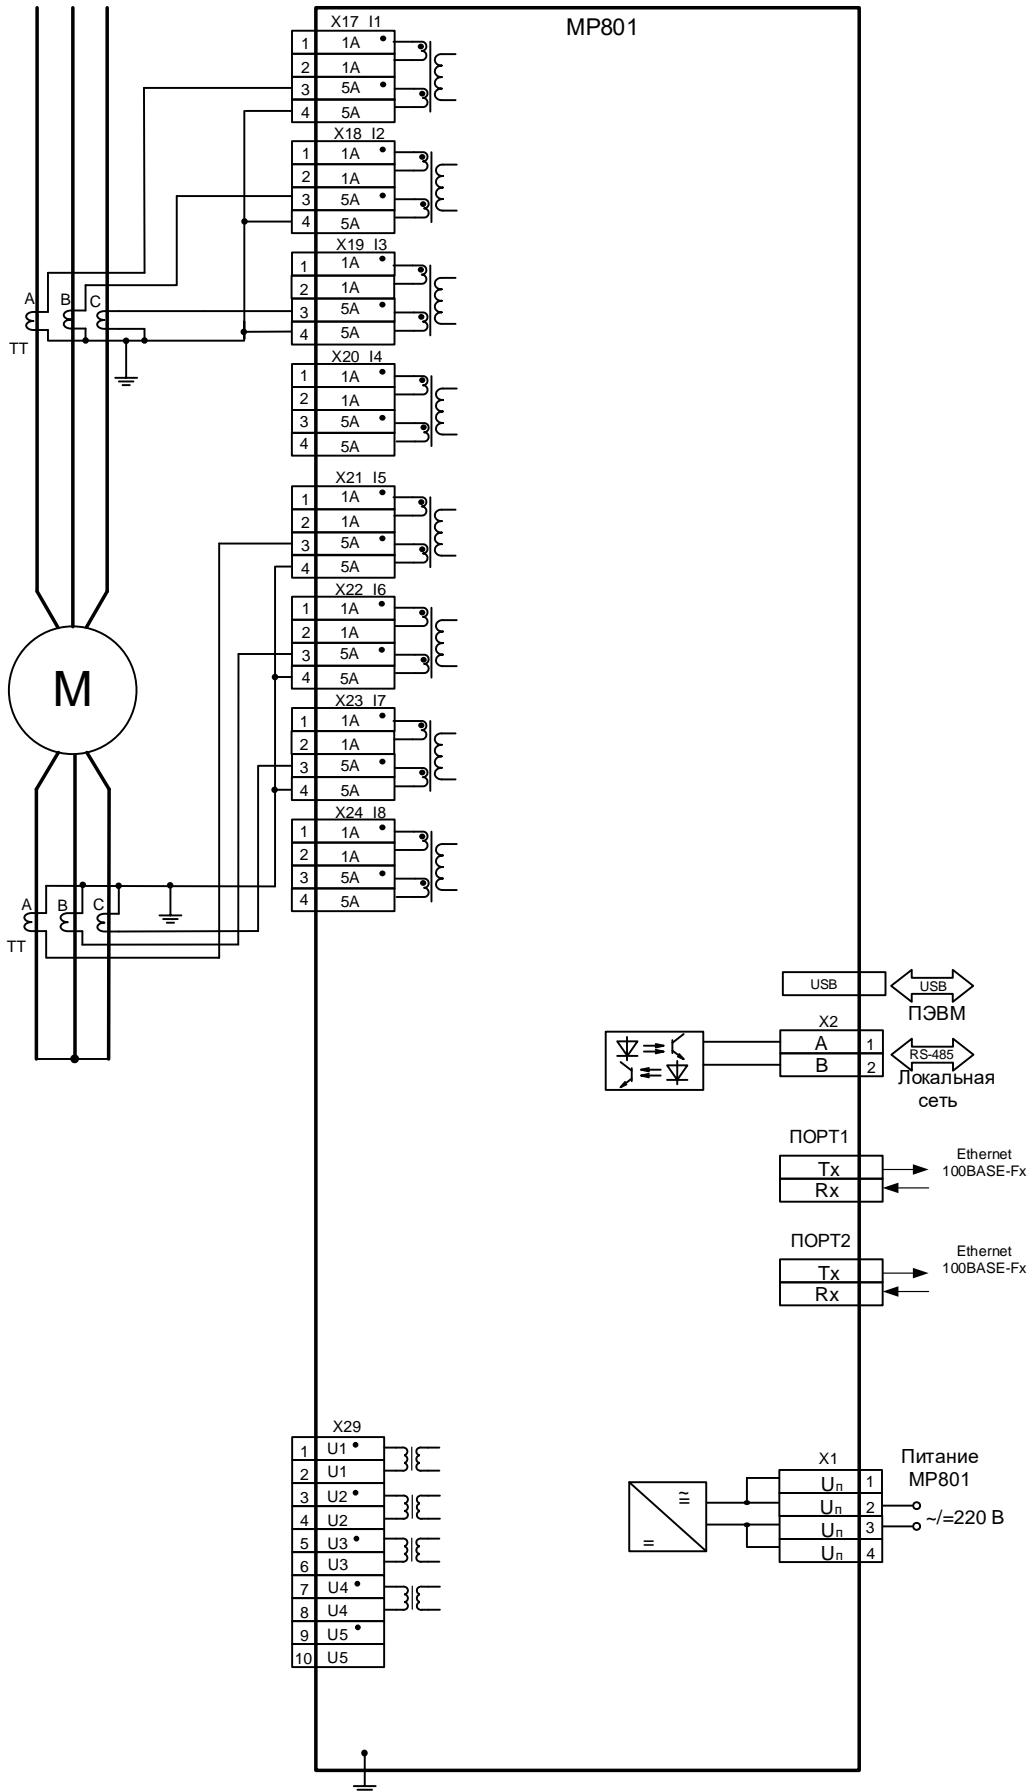 МР801
X17 I1
1 1A
2 1A
3 5A
4 5A
X18 I2
1 1A
2 1A
3 5A
4 5A
X19 I3
1 1A
2 1A
3 5A
4 5A
A B C
ТТ
X20 I4
1 1A
2 1A
3 5A
4 5A
X21 I5
1 1A
2 1A
3 5A
4 5A
X22 I6
1 1A
2 1A
3 5A
4 5A
M
X23 I7
1 1A
2 1A
3 5A
4 5A
X24 I8
1 1A
2 1A
3 5A
4 5A
A B C
ТТ
USB USB
ПЭВМ
X2
A 1
B 2
RS-485
Локальная
сеть
ПОРТ1
Tx
Rx
Ethernet
100BASE-Fx
ПОРТ2
Tx
Rx
Ethernet
100BASE-Fx
X29
1 U1
2 U1
3 U2
4 U2
5 U3
6 U3
7 U4
8 U4
9 U5
10 U5
X1
Uп 1
Uп 2
Uп 3
Uп 4
Питание
МР801
~/=220 В